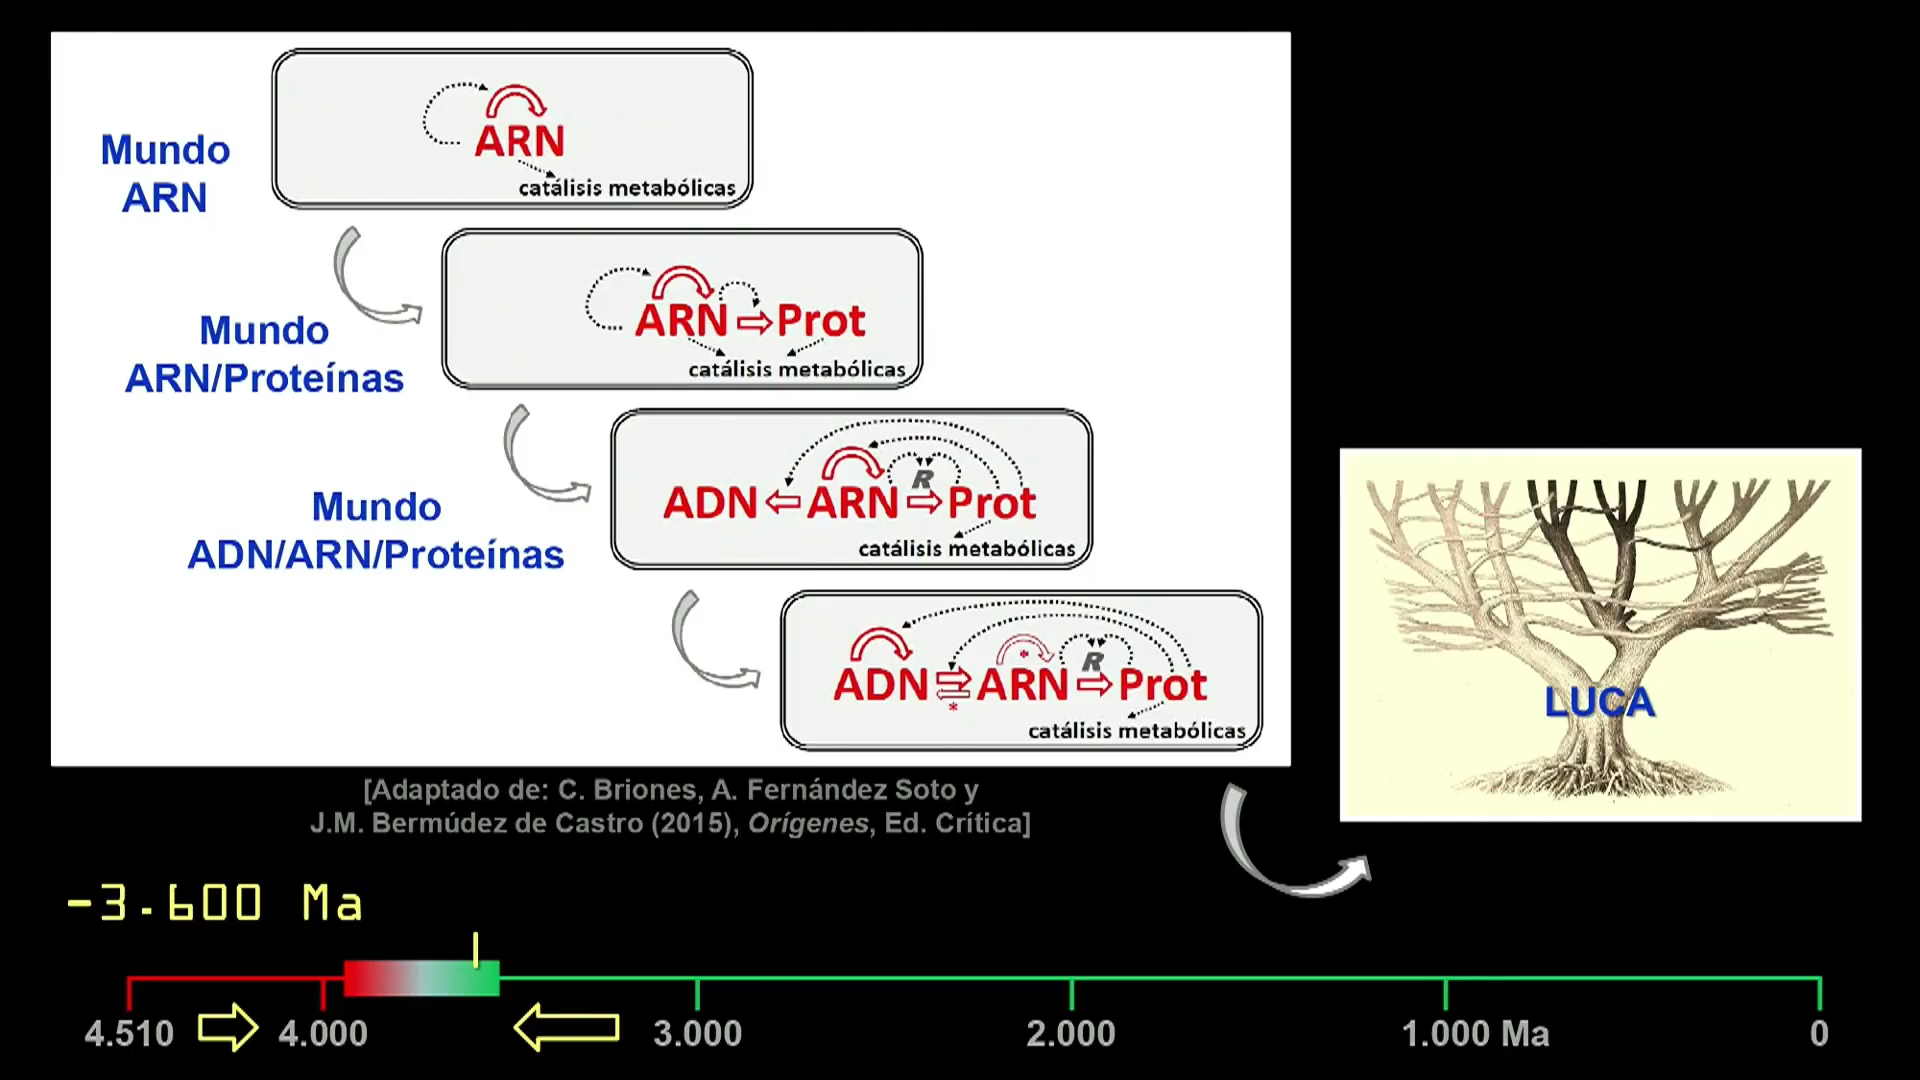 Mundo
ARN
ARN
catálisis metabólicas
Mundo
ARN/Proteínas
ARN Prot
catálisis metabólicas
Mundo
ADN/ARN/Proteínas
R
ADN ARN Prot
catálisis metabólicas
* R
ADN ARN Prot
*
catálisis metabólicas
LUCA
[Adaptado de: C. Briones, A. Fernández Soto y
J.M. Bermúdez de Castro (2015), Orígenes, Ed. Crítica]
-3.600 Ma
4.510 4.000 3.000 2.000 1.000 Ma 0